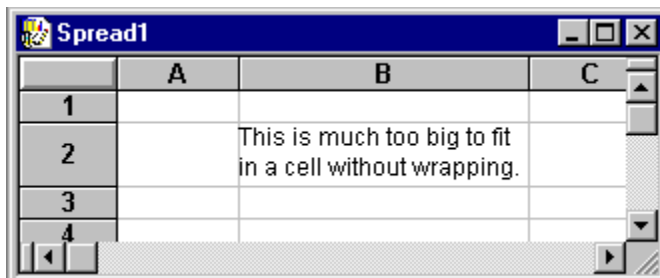 Spread1
A B C
1
2 This is much too big to fit
in a cell without wrapping.
3
4